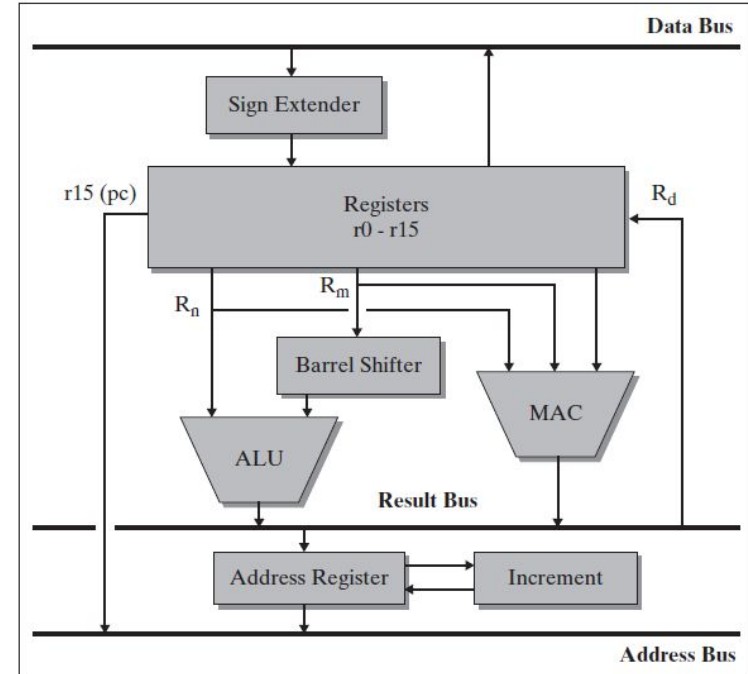 Data Bus
Sign Extender
r15 (pc)
Registers
r0 - r15
Rd
Rn
Rm
Barrel Shifter
ALU
MAC
Result Bus
Address Register
Increment
Address Bus